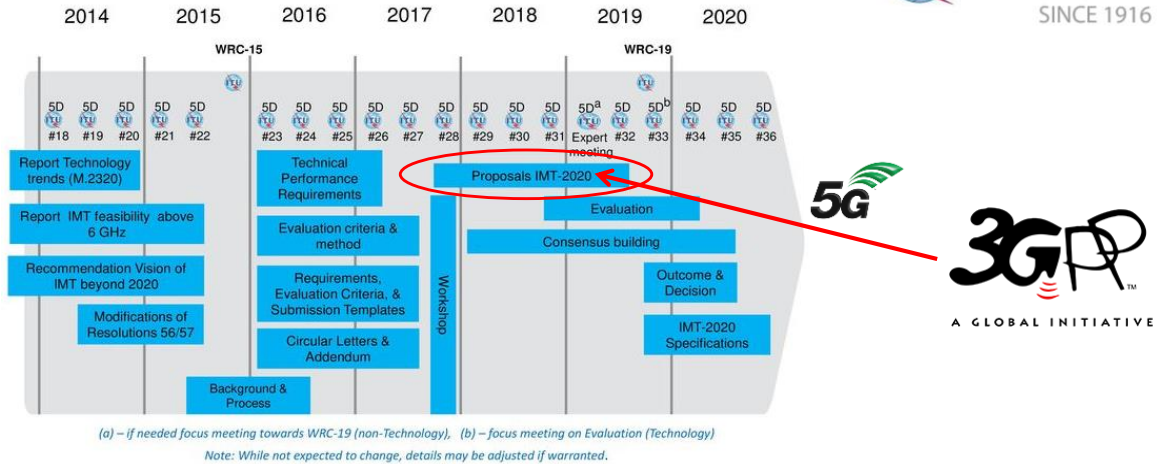 SINCE 1916
2014 2015 2016 2017 2018 2019 2020
WRC-15 WRC-19
5D 5D 5D 5D 5D 5D 5D 5D 5D 5D 5D 5D 5D 5D 5Da 5D 5Db 5D 5D 5D
#18 #19 #20 #21 #22 #23 #24 #25 #26 #27 #28 #29 #30 #31 Expert meeting #32 #33 #34 #35 #36
Report Technology
trends (M.2320)
Report IMT feasibility above
6 GHz
Recommendation Vision of
IMT beyond 2020
Modifications of
Resolutions 56/57
Background &
Process
Technical
Performance
Requirements
Evaluation criteria &
method
Requirements,
Evaluation Criteria, &
Submission Templates
Circular Letters &
Addendum
Workshop
Proposals IMT-2020
Evaluation
Consensus building
Outcome &
Decision
IMT-2020
Specifications
5G
3GPP
TM
A GLOBAL INITIATIVE
(a) – if needed focus meeting towards WRC-19 (non-Technology), (b) – focus meeting on Evaluation (Technology)
Note: While not expected to change, details may be adjusted if warranted.